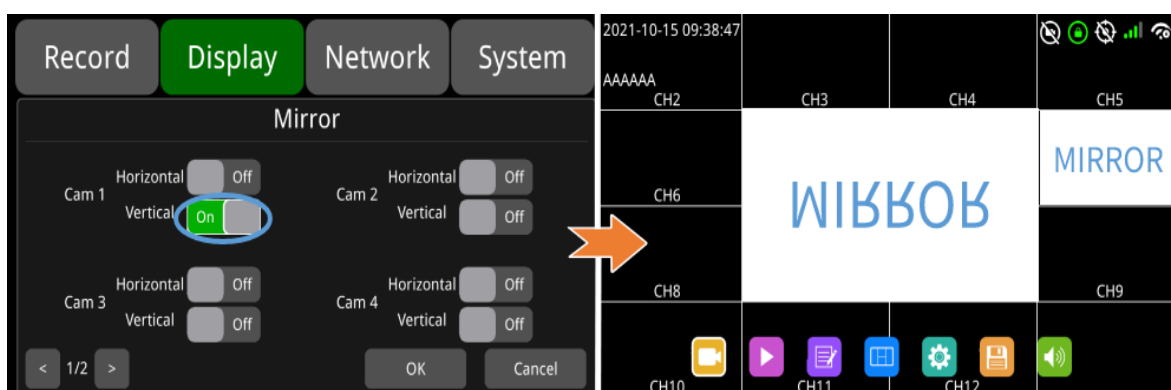 Record Display Network System
Mirror
Cam 1 Horizontal Off
Vertical On
Cam 2 Horizontal Off
Vertical Off
Cam 3 Horizontal Off
Vertical Off
Cam 4 Horizontal Off
Vertical Off
< 1/2 > OK Cancel
2021-10-15 09:38:47
AAAAAA
CH2 CH3 CH4 CH5
MIRROR
MIRROR
CH6
CH8 CH9
CH10 CH11 CH12